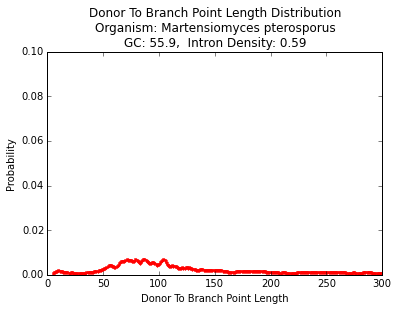 Donor To Branch Point Length Distribution
Organism: Martensiomyces pterosporus
GC: 55.9,  Intron Density: 0.59
0.10
0.08
0.06
0.04
0.02
0.00
Probability
0
50
100
150
200
250
300
Donor To Branch Point Length